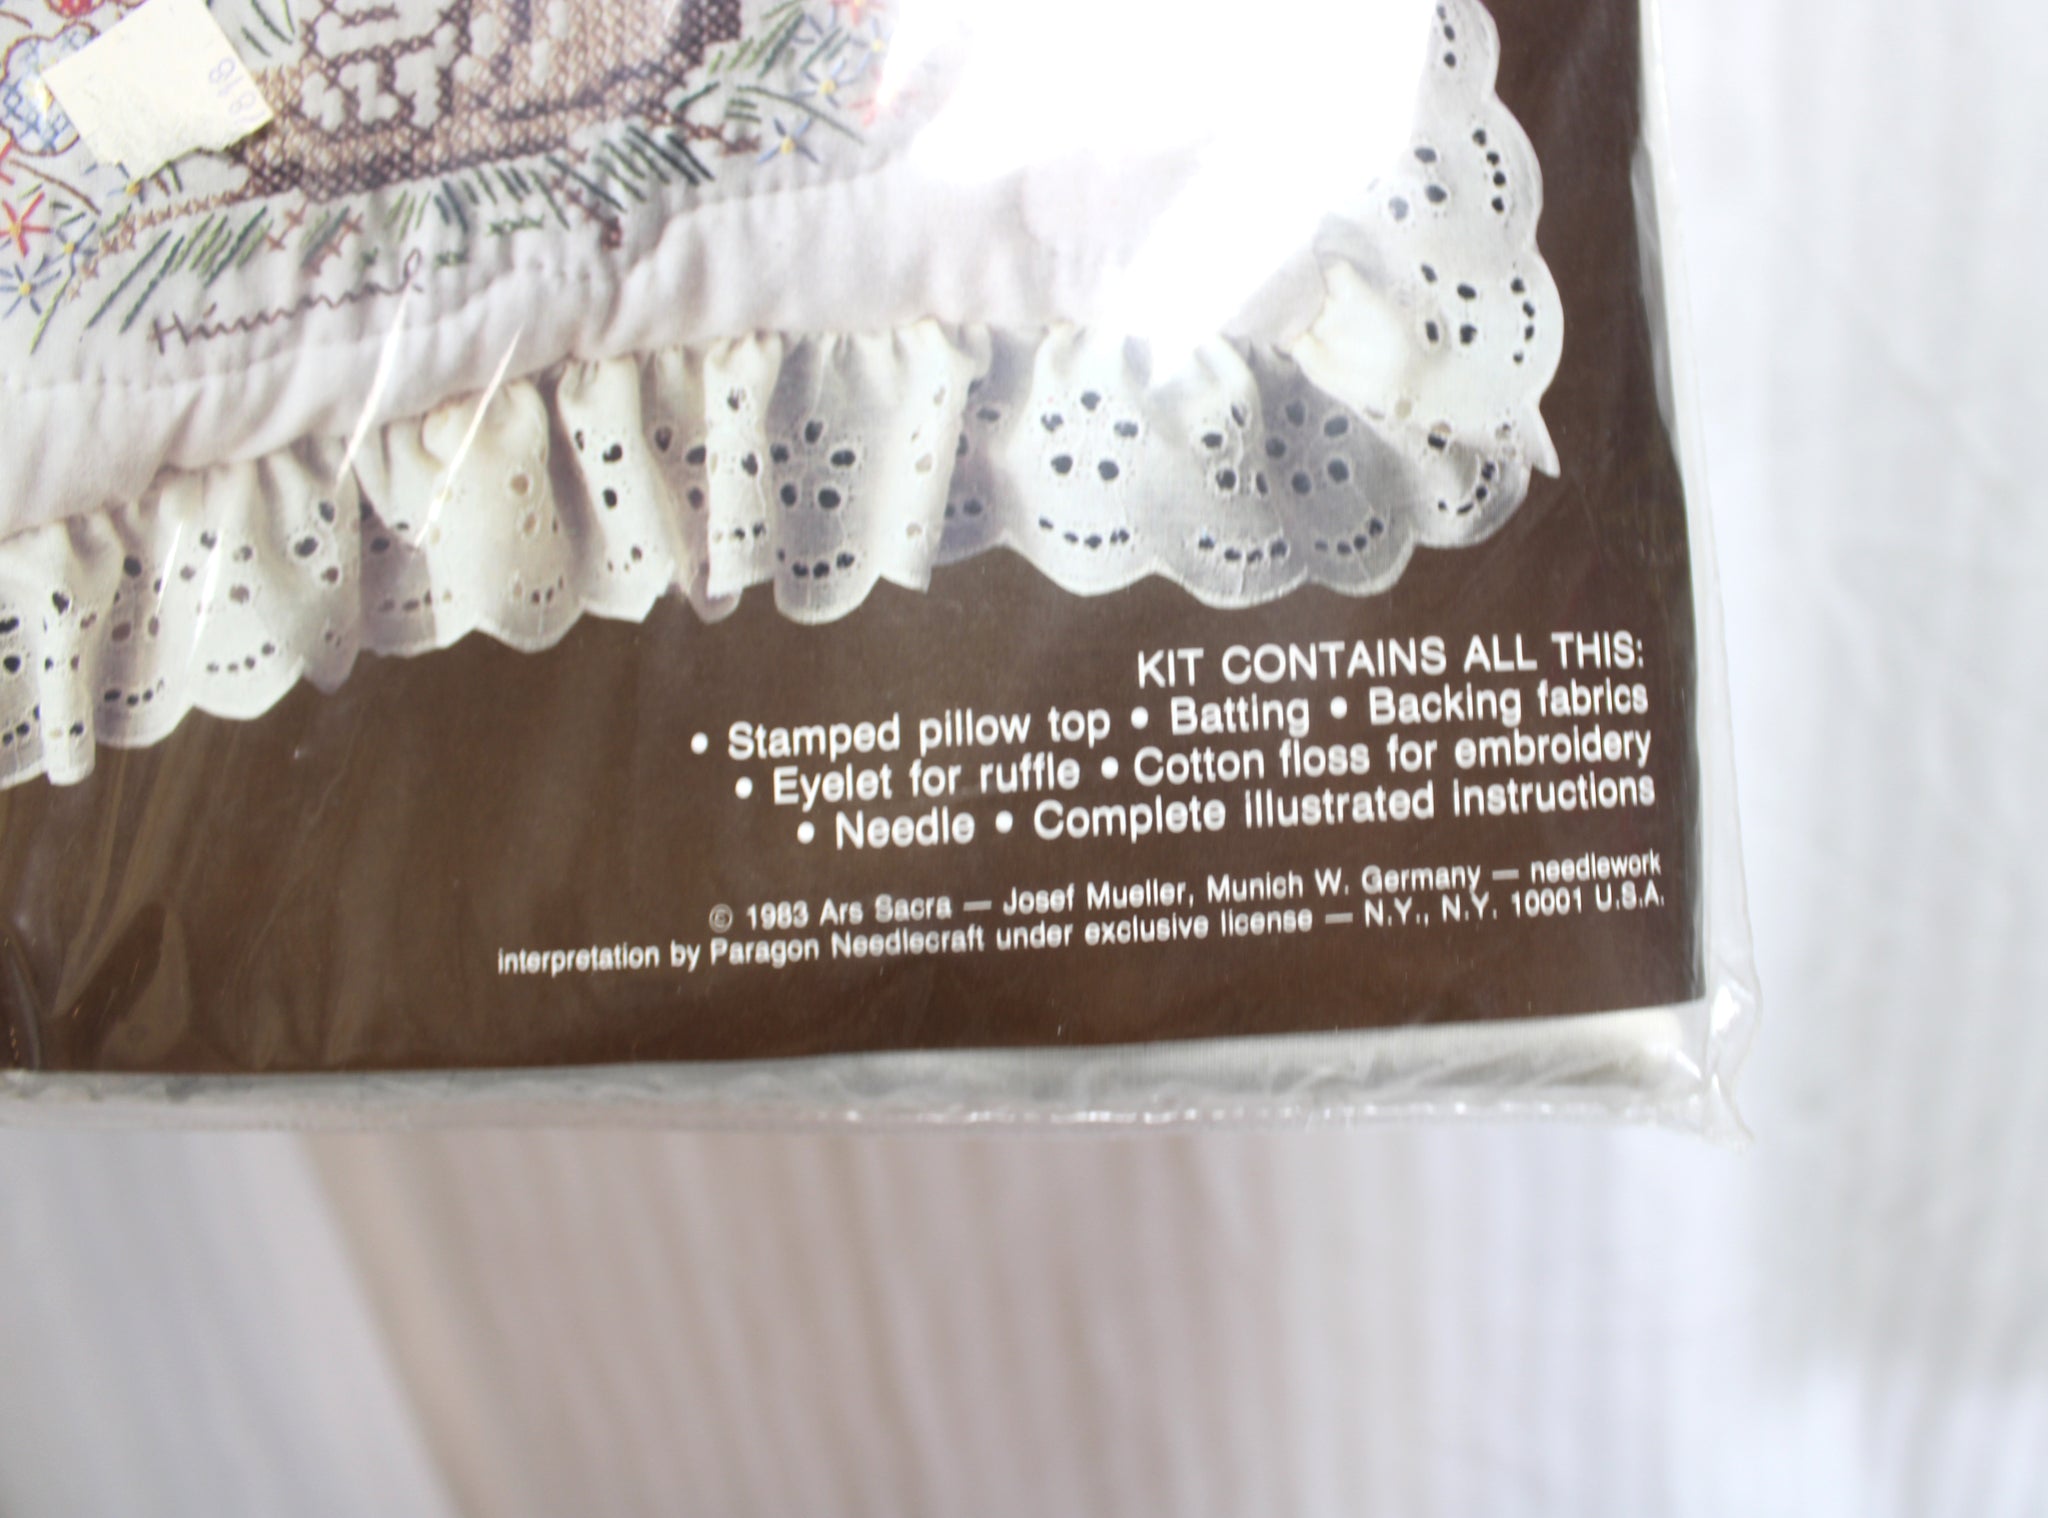 Hummel
KIT CONTAINS ALL THIS:
• Stamped pillow top • Batting • Backing fabrics
• Eyelet for ruffle • Cotton floss for embroidery
• Needle • Complete illustrated instructions
© 1983 Ars Sacra — Josef Mueller, Munich W. Germany — needlework
interpretation by Paragon Needlecraft under exclusive license — N.Y., N.Y. 10001 U.S.A.